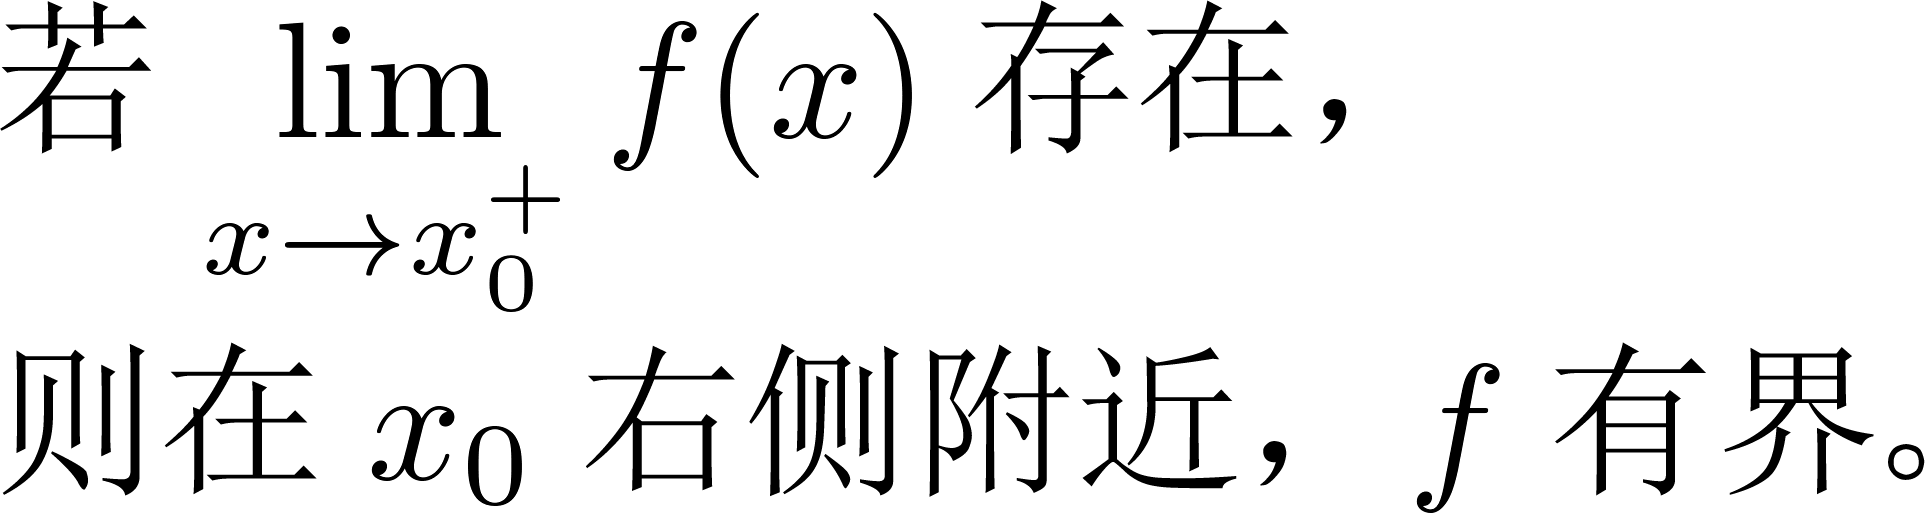 若 $\lim\limits_{x \to x_0^+} f(x)$ 存在，
则在 $x_0$ 右侧附近， $f$ 有界。